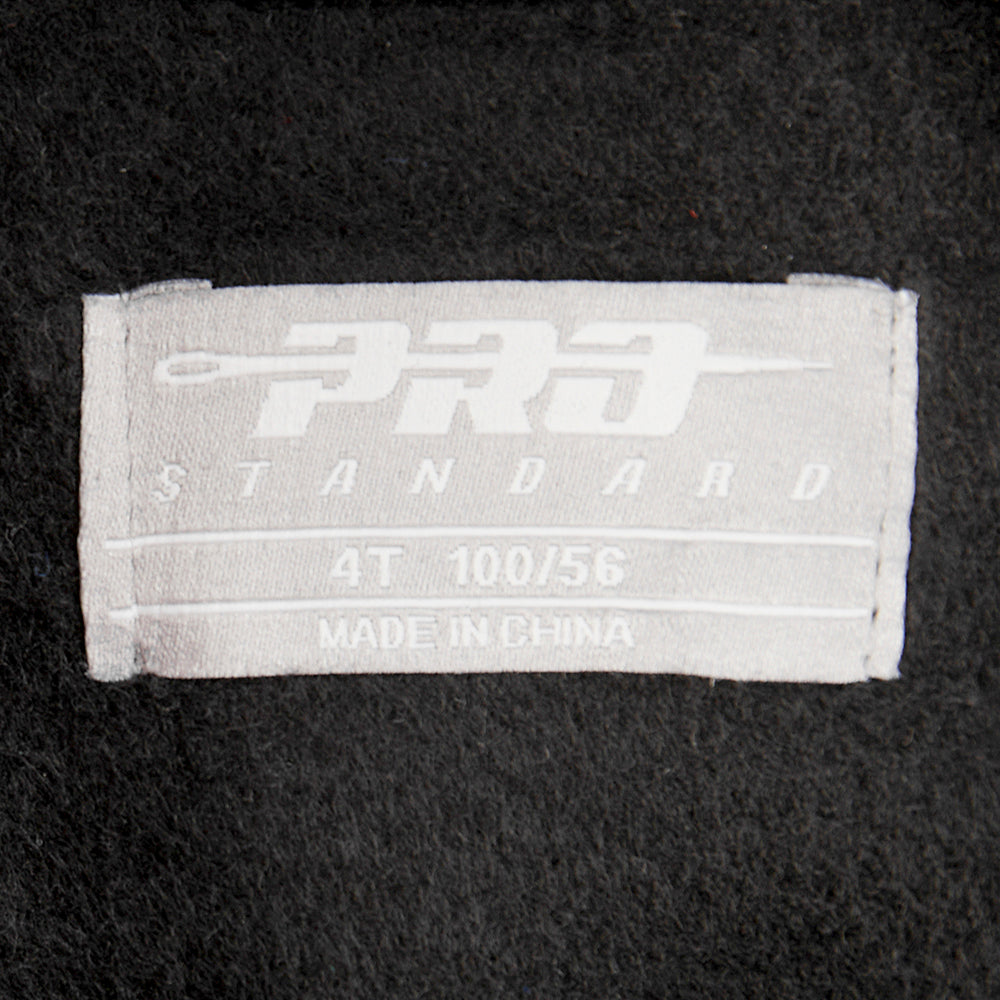 PRO
STANDARD
4T 100/56
MADE IN CHINA